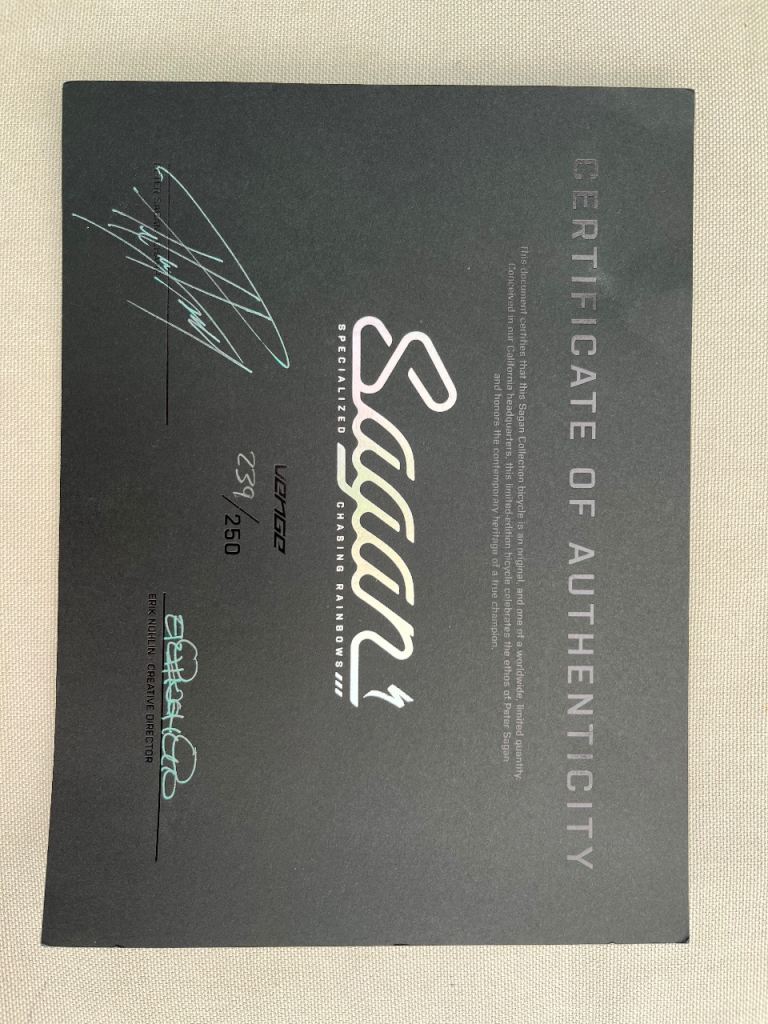 CERTIFICATE OF AUTHENTICITY
This document certifies that this Sagan Collection bicycle is an original, and one of a worldwide, limited quantity.
Conceived in our California headquarters, this limited-edition bicycle celebrates the ethos of Peter Sagan
and honors the contemporary heritage of a true champion.
Sagan
SPECIALIZED CHASING RAINBOWS
VENGE
239/250
PETER SAGAN
ERIK NOHLIN - CREATIVE DIRECTOR